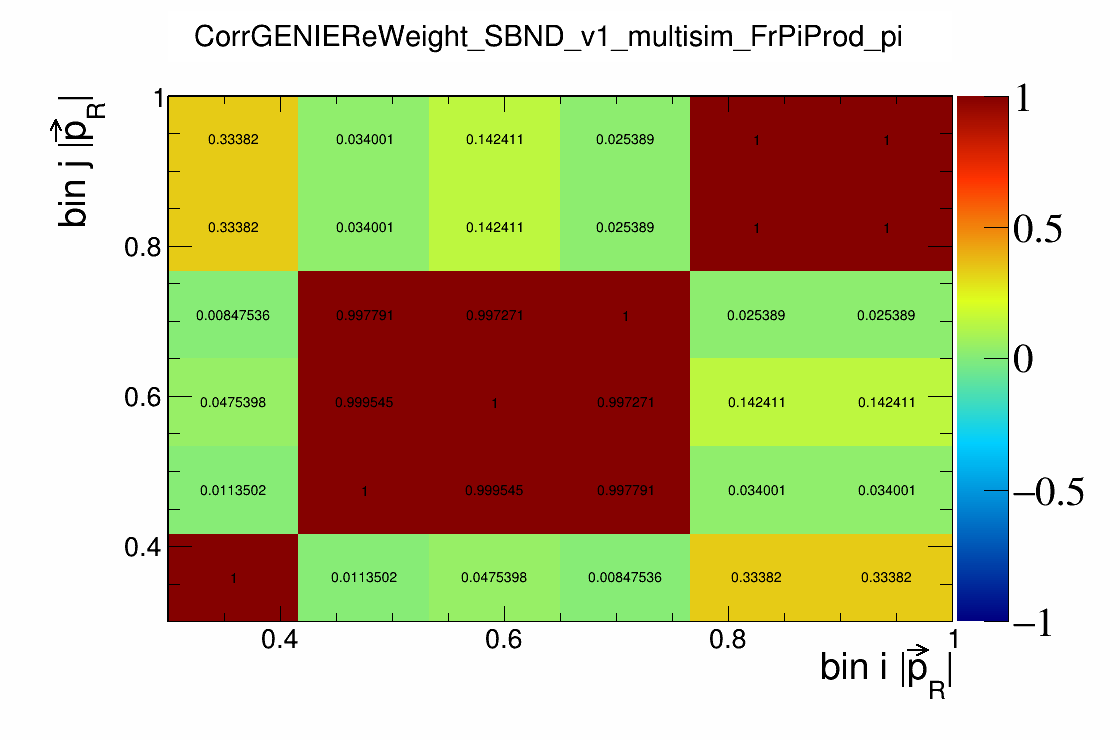 CorrGENIEReWeight_SBND_v1_multisim_FrPiProd_pi
bin j |p⃗_R|
1
0.8
0.6
0.4
0.33382 0.034001 0.142411 0.025389 1 1
0.33382 0.034001 0.142411 0.025389 1 1
0.00847536 0.997791 0.997271 1 0.025389 0.025389
0.0475398 0.999545 1 0.997271 0.142411 0.142411
0.0113502 1 0.999545 0.997791 0.034001 0.034001
1 0.0113502 0.0475398 0.00847536 0.33382 0.33382
0.4 0.6 0.8 1
bin i |p⃗_R|
1
0.5
0
−0.5
−1